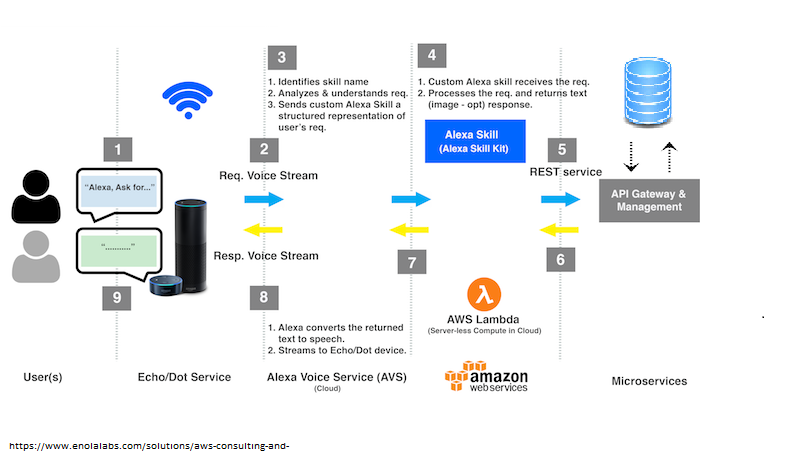 3
4
1. Identifies skill name
2. Analyzes & understands req.
3. Sends custom Alexa Skill a
structured representation of
user's req.
1. Custom Alexa skill receives the req.
2. Processes the req. and returns text
(image - opt) response.
Alexa Skill
(Alexa Skill Kit)
1
2
5
Req. Voice Stream
REST service
"Alexa, Ask for..."
API Gateway &
Management
"..........."
Resp. Voice Stream
7
6
9
8
λ
AWS Lambda
(Server-less Compute in Cloud)
1. Alexa converts the returned
text to speech.
2. Streams to Echo/Dot device.
User(s)
Echo/Dot Service
Alexa Voice Service (AVS)
(Cloud)
amazon
webservices
Microservices
https://www.enolalabs.com/solutions/aws-consulting-and-